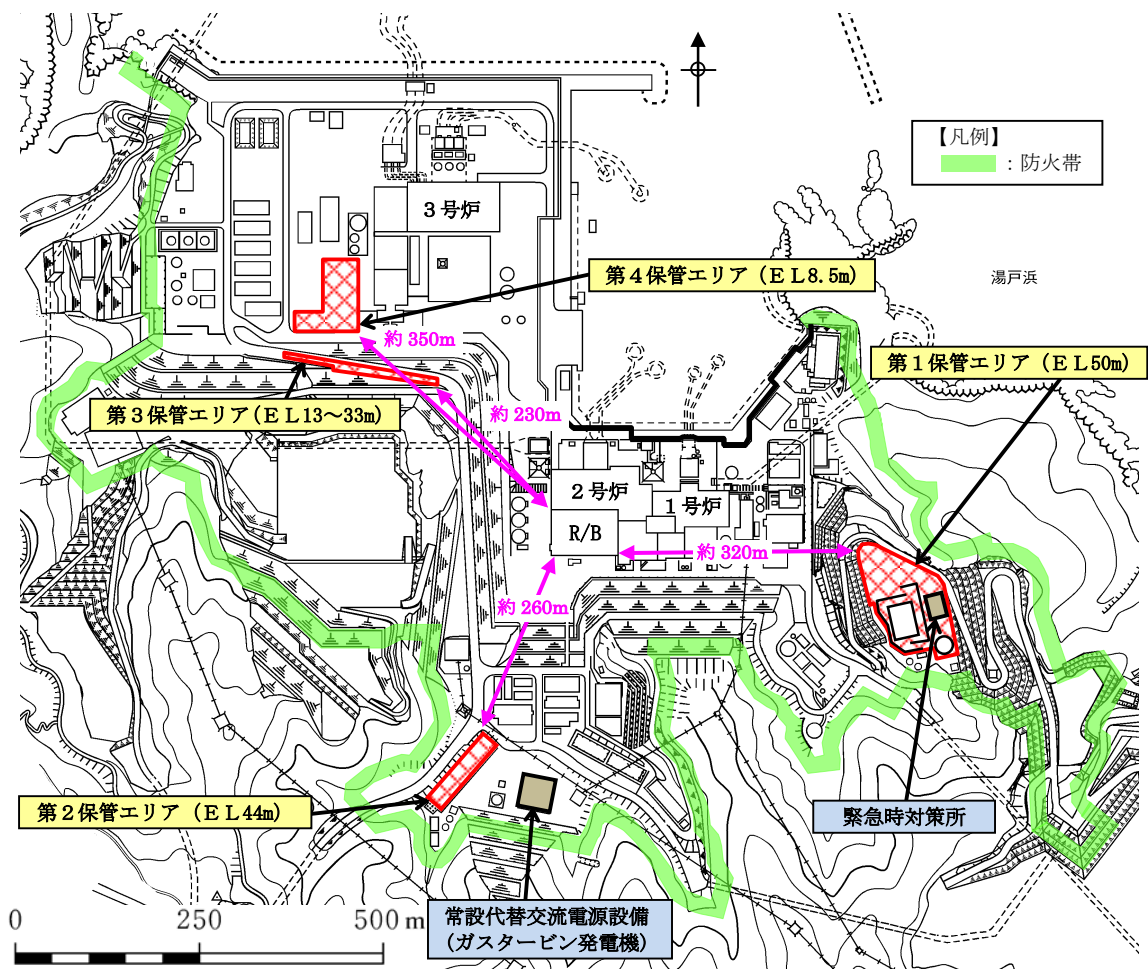 【凡例】
：防火帯
３号炉
第４保管エリア（ＥＬ8.5m）
湯戸浜
約 350m
第１保管エリア（ＥＬ50m）
第３保管エリア（ＥＬ13～33m）
約 230m
２号炉
１号炉
R/B
約 320m
約 260m
第２保管エリア（ＥＬ44m）
緊急時対策所
常設代替交流電源設備
（ガスタービン発電機）
0 250 500 m